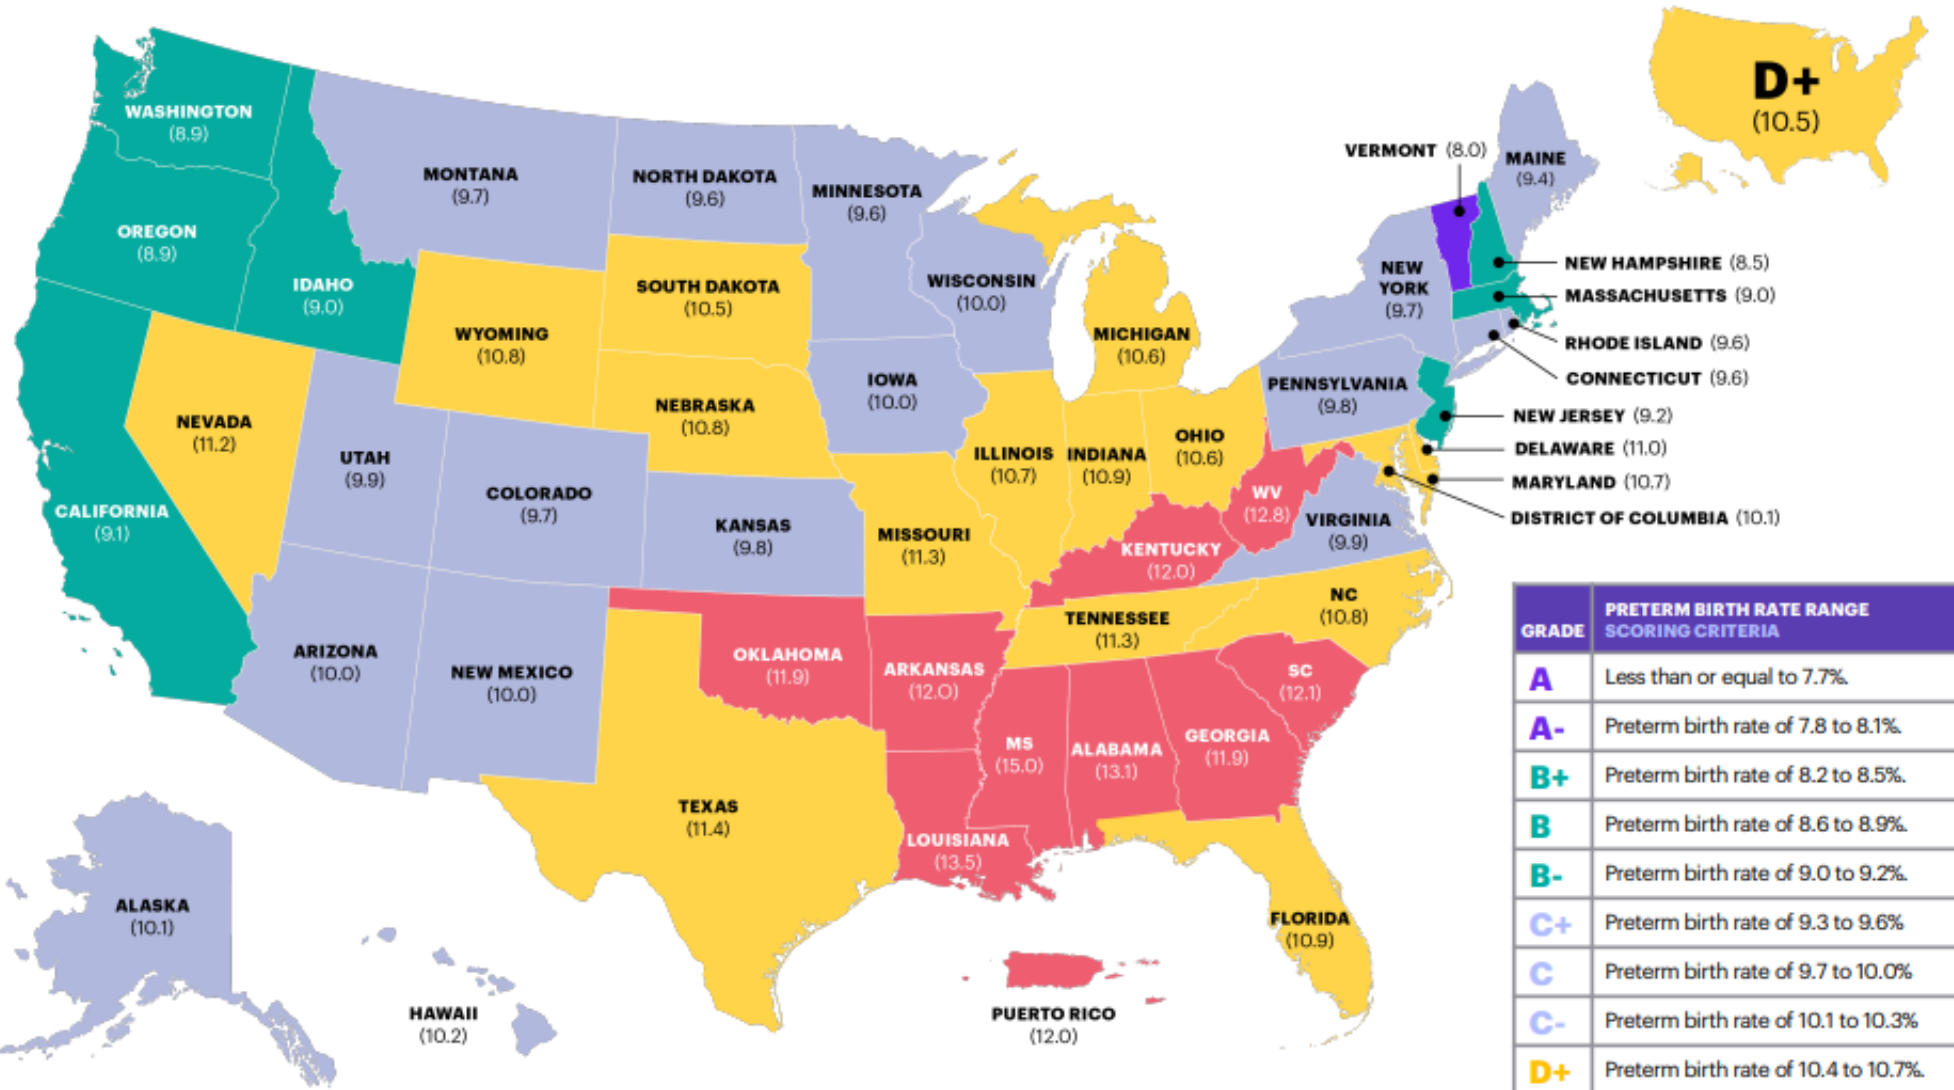 D+
(10.5)
WASHINGTON
(8.9)
OREGON
(8.9)
IDAHO
(9.0)
MONTANA
(9.7)
NORTH DAKOTA
(9.6)
MINNESOTA
(9.6)
SOUTH DAKOTA
(10.5)
WISCONSIN
(10.0)
WYOMING
(10.8)
MICHIGAN
(10.6)
VERMONT (8.0)
MAINE
(9.4)
NEW
YORK
(9.7)
NEW HAMPSHIRE (8.5)
MASSACHUSETTS (9.0)
RHODE ISLAND (9.6)
CONNECTICUT (9.6)
NEW JERSEY (9.2)
DELAWARE (11.0)
MARYLAND (10.7)
DISTRICT OF COLUMBIA (10.1)
PENNSYLVANIA
(9.8)
NEVADA
(11.2)
UTAH
(9.9)
COLORADO
(9.7)
NEBRASKA
(10.8)
IOWA
(10.0)
ILLINOIS
(10.7)
INDIANA
(10.9)
OHIO
(10.6)
CALIFORNIA
(9.1)
KANSAS
(9.8)
MISSOURI
(11.3)
KENTUCKY
(12.0)
WV
(12.8)
VIRGINIA
(9.9)
ARIZONA
(10.0)
NEW MEXICO
(10.0)
OKLAHOMA
(11.9)
ARKANSAS
(12.0)
TENNESSEE
(11.3)
NC
(10.8)
SC
(12.1)
TEXAS
(11.4)
LOUISIANA
(13.5)
MS
(15.0)
ALABAMA
(13.1)
GEORGIA
(11.9)
FLORIDA
(10.9)
ALASKA
(10.1)
HAWAII
(10.2)
PUERTO RICO
(12.0)
GRADE
PRETERM BIRTH RATE RANGE
SCORING CRITERIA
A Less than or equal to 7.7%.
A- Preterm birth rate of 7.8 to 8.1%.
B+ Preterm birth rate of 8.2 to 8.5%.
B Preterm birth rate of 8.6 to 8.9%.
B- Preterm birth rate of 9.0 to 9.2%.
C+ Preterm birth rate of 9.3 to 9.6%
C Preterm birth rate of 9.7 to 10.0%
C- Preterm birth rate of 10.1 to 10.3%
D+ Preterm birth rate of 10.4 to 10.7%.